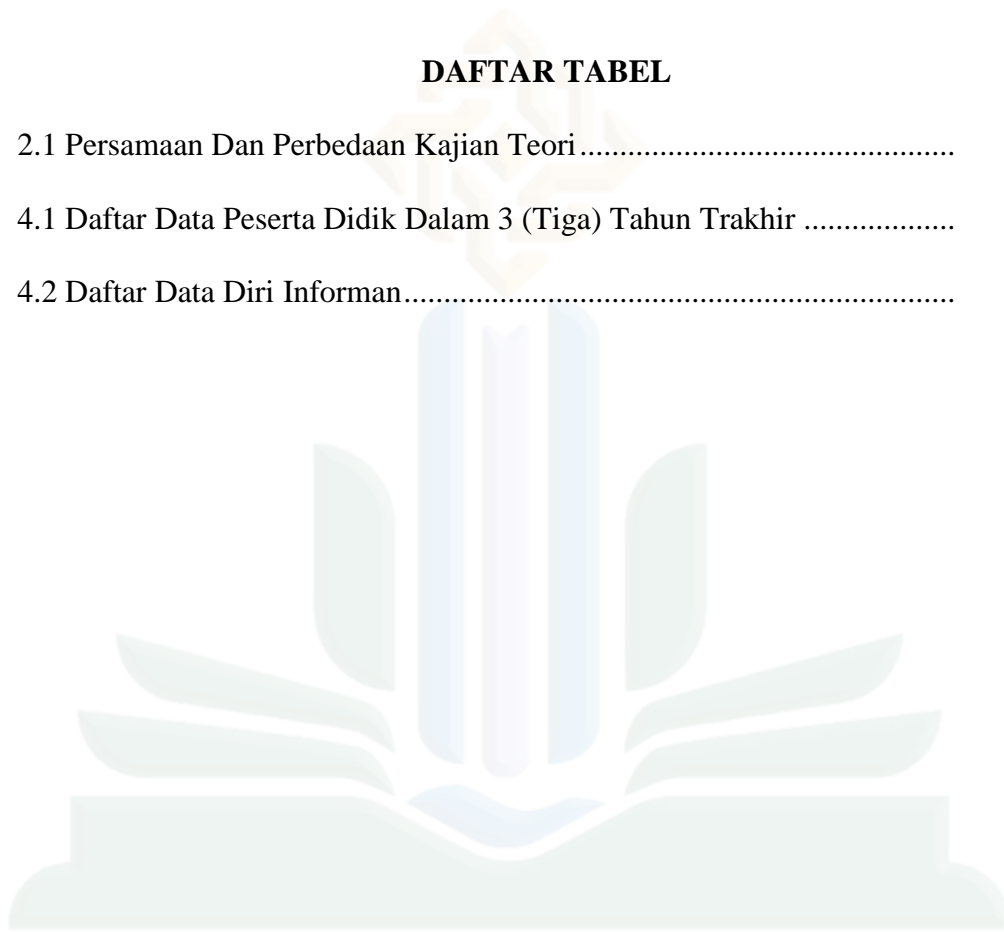 DAFTAR TABEL
2.1 Persamaan Dan Perbedaan Kajian Teori...............................................
4.1 Daftar Data Peserta Didik Dalam 3 (Tiga) Tahun Trakhir ...................
4.2 Daftar Data Diri Informan.....................................................................